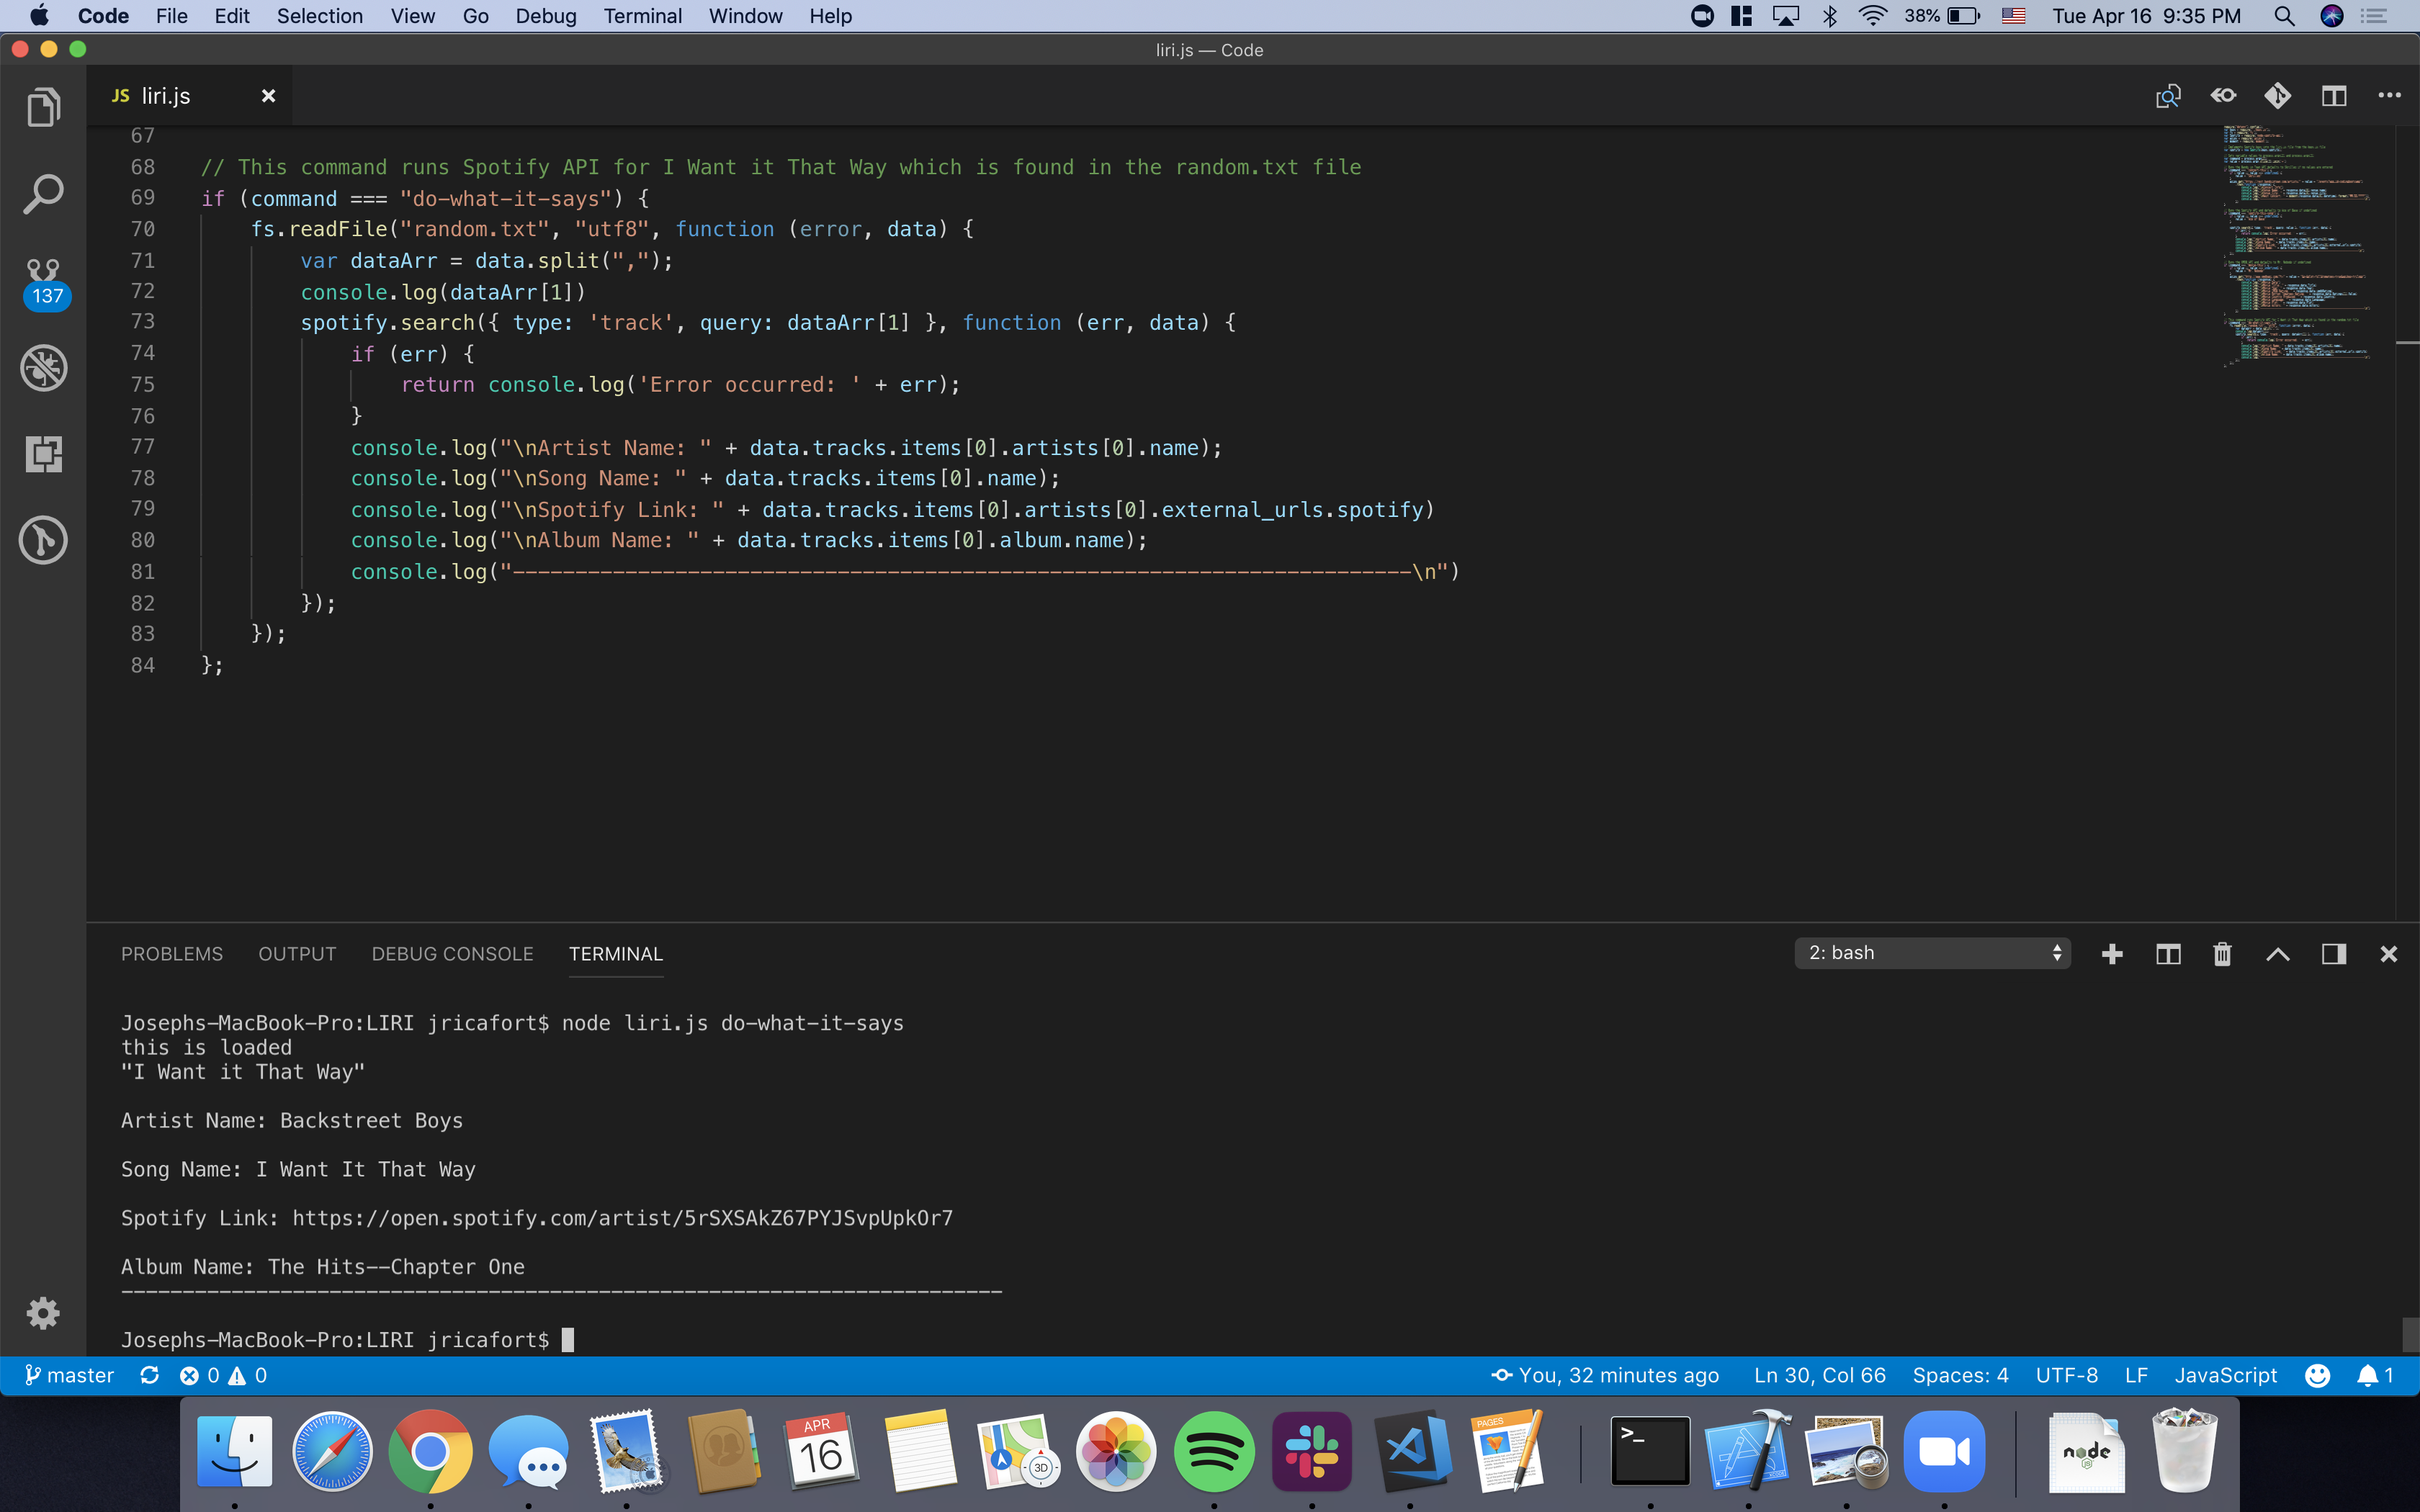 Code File Edit Selection View Go Debug Terminal Window Help 38% Tue Apr 16 9:35 PM
liri.js — Code
JS liri.js
67
68 // This command runs Spotify API for I Want it That Way which is found in the random.txt file
69 if (command === "do-what-it-says") {
70 fs.readFile("random.txt", "utf8", function (error, data) {
71 var dataArr = data.split(",");
72 console.log(dataArr[1])
73 spotify.search({ type: 'track', query: dataArr[1] }, function (err, data) {
74 if (err) {
75 return console.log('Error occurred: ' + err);
76 }
77 console.log("\nArtist Name: " + data.tracks.items[0].artists[0].name);
78 console.log("\nSong Name: " + data.tracks.items[0].name);
79 console.log("\nSpotify Link: " + data.tracks.items[0].artists[0].external_urls.spotify)
80 console.log("\nAlbum Name: " + data.tracks.items[0].album.name);
81 console.log("------------------------------------------------------------------------\n")
82 });
83 });
84 };
137
PROBLEMS OUTPUT DEBUG CONSOLE TERMINAL 2: bash
Josephs-MacBook-Pro:LIRI jricafort$ node liri.js do-what-it-says
this is loaded
"I Want it That Way"
Artist Name: Backstreet Boys
Song Name: I Want It That Way
Spotify Link: https://open.spotify.com/artist/5rSXSAkZ67PYJSvpUpkOr7
Album Name: The Hits--Chapter One
------------------------------------------------------------------------
Josephs-MacBook-Pro:LIRI jricafort$
master 0 0 You, 32 minutes ago Ln 30, Col 66 Spaces: 4 UTF-8 LF JavaScript 1
APR
16
3D
PAGES
>_
node
JS